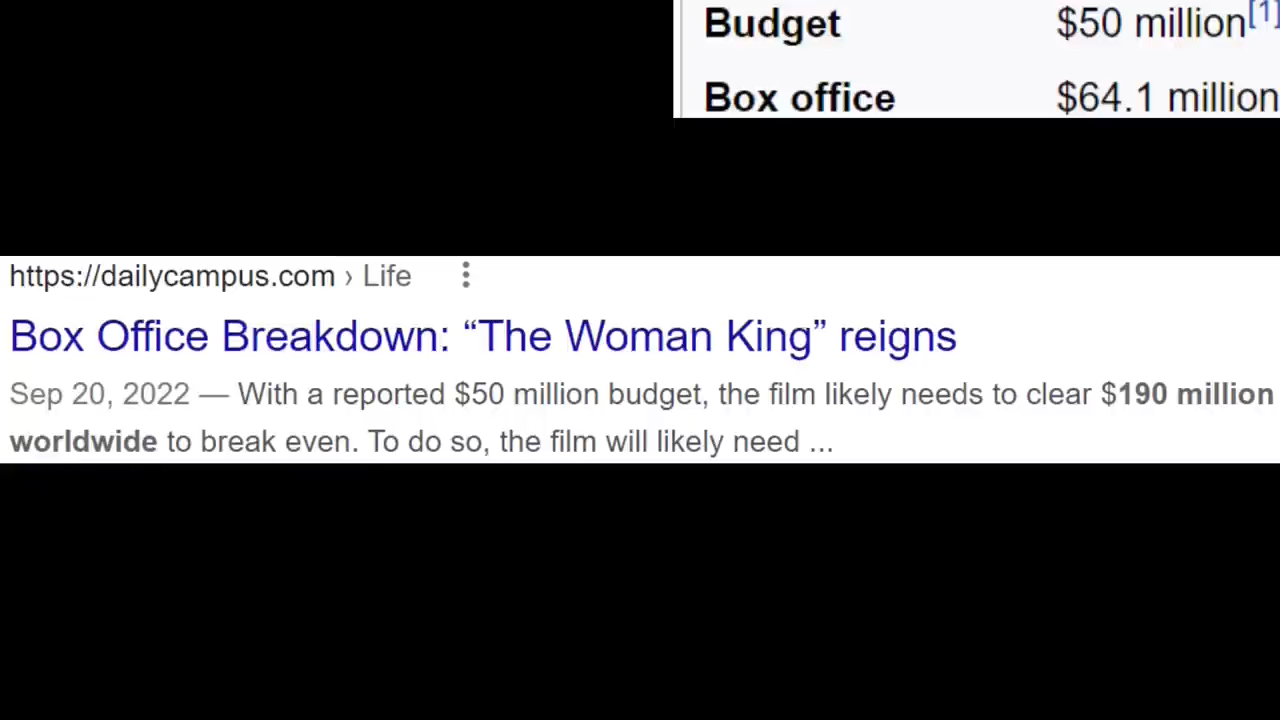 Budget $50 million[1]
Box office $64.1 million
https://dailycampus.com › Life
Box Office Breakdown: “The Woman King” reigns
Sep 20, 2022 — With a reported $50 million budget, the film likely needs to clear $190 million
worldwide to break even. To do so, the film will likely need ...